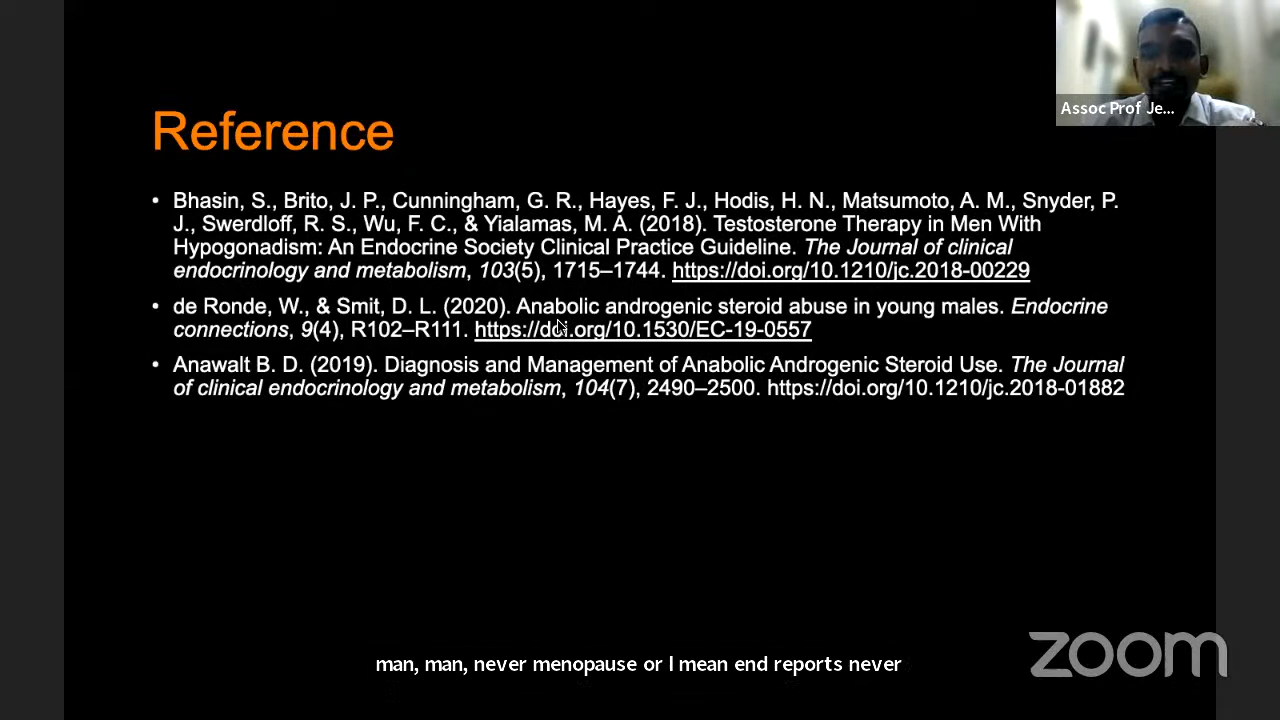 Assoc Prof Je...
Reference
• Bhasin, S., Brito, J. P., Cunningham, G. R., Hayes, F. J., Hodis, H. N., Matsumoto, A. M., Snyder, P.
J., Swerdloff, R. S., Wu, F. C., & Yialamas, M. A. (2018). Testosterone Therapy in Men With
Hypogonadism: An Endocrine Society Clinical Practice Guideline. The Journal of clinical
endocrinology and metabolism, 103(5), 1715–1744. https://doi.org/10.1210/jc.2018-00229
• de Ronde, W., & Smit, D. L. (2020). Anabolic androgenic steroid abuse in young males. Endocrine
connections, 9(4), R102–R111. https://doi.org/10.1530/EC-19-0557
• Anawalt B. D. (2019). Diagnosis and Management of Anabolic Androgenic Steroid Use. The Journal
of clinical endocrinology and metabolism, 104(7), 2490–2500. https://doi.org/10.1210/jc.2018-01882
man, man, never menopause or I mean end reports never
zoom